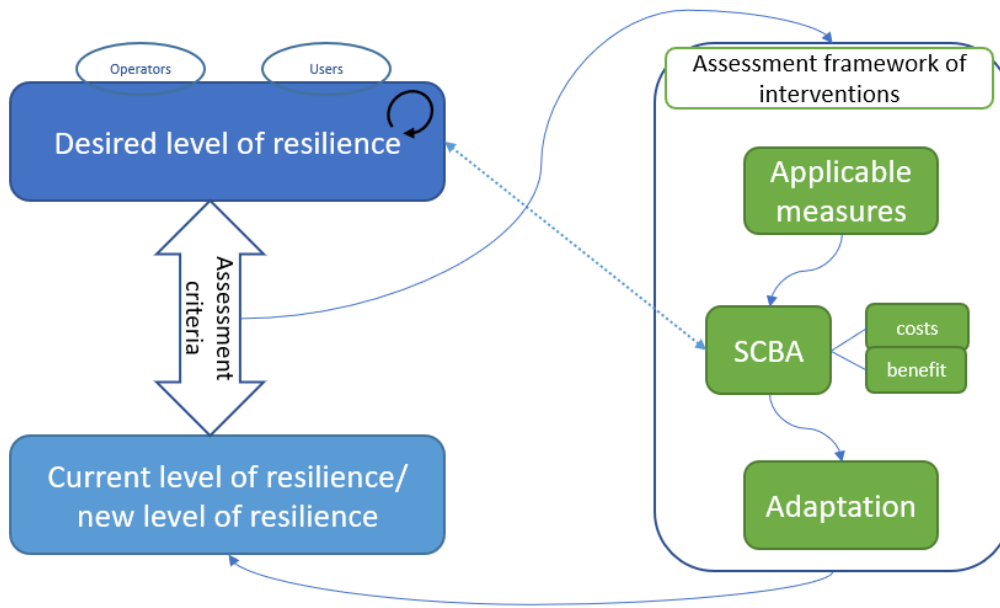 Operators
Users
Desired level of resilience
Assessment
criteria
Current level of resilience/
new level of resilience
Assessment framework of
interventions
Applicable
measures
SCBA
costs
benefit
Adaptation